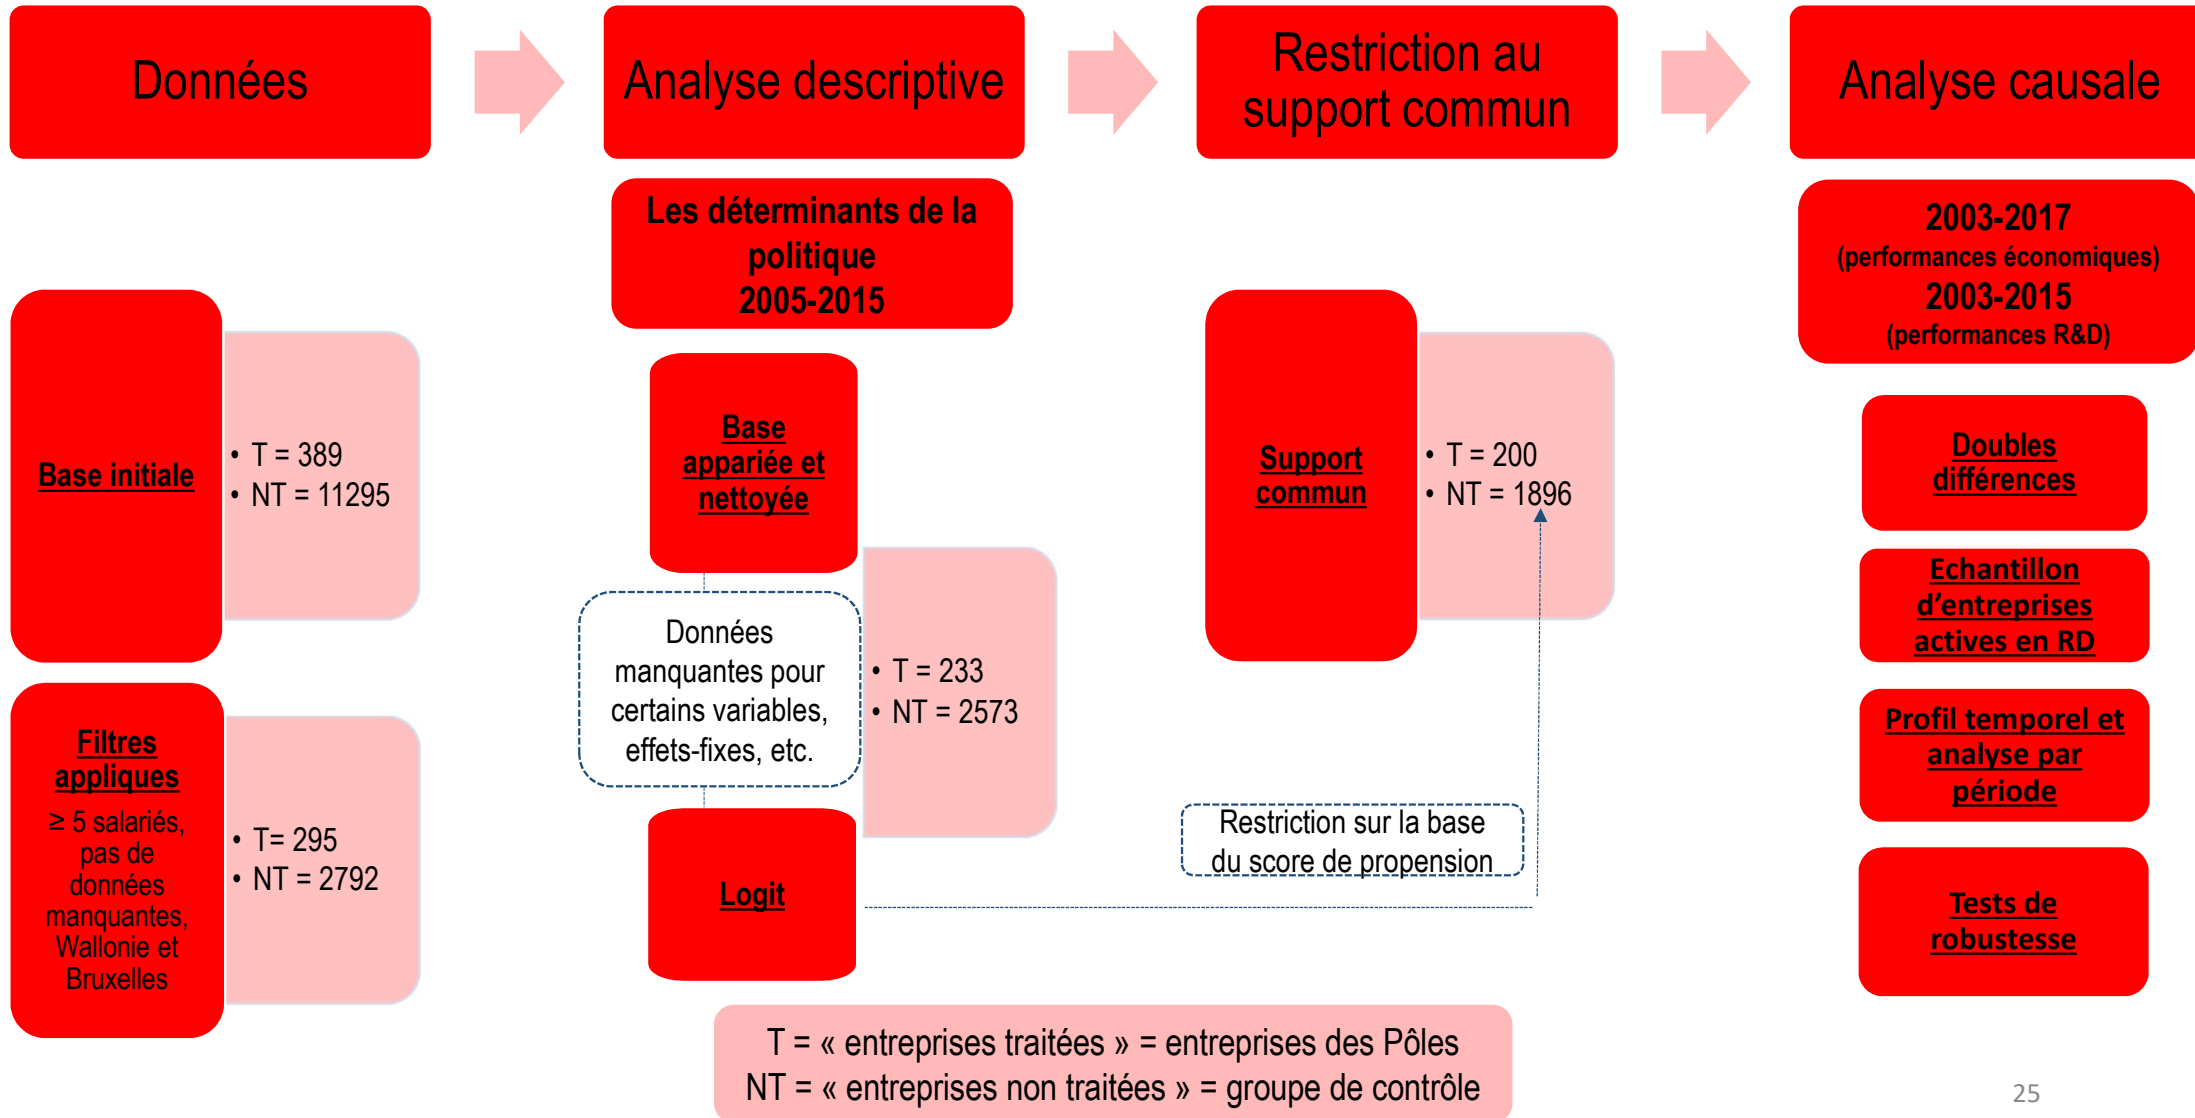 Données
Analyse descriptive
Restriction au
support commun
Analyse causale
Base initiale
• T = 389
• NT = 11295
Filtres
appliques
≥ 5 salariés,
pas de
données
manquantes,
Wallonie et
Bruxelles
• T= 295
• NT = 2792
Les déterminants de la
politique
2005-2015
Base
appariée et
nettoyée
Données
manquantes pour
certains variables,
effets-fixes, etc.
• T = 233
• NT = 2573
Logit
Support
commun
• T = 200
• NT = 1896
Restriction sur la base
du score de propension
2003-2017
(performances économiques)
2003-2015
(performances R&D)
Doubles
différences
Echantillon
d'entreprises
actives en RD
Profil temporel et
analyse par
période
Tests de
robustesse
T = « entreprises traitées » = entreprises des Pôles
NT = « entreprises non traitées » = groupe de contrôle
25